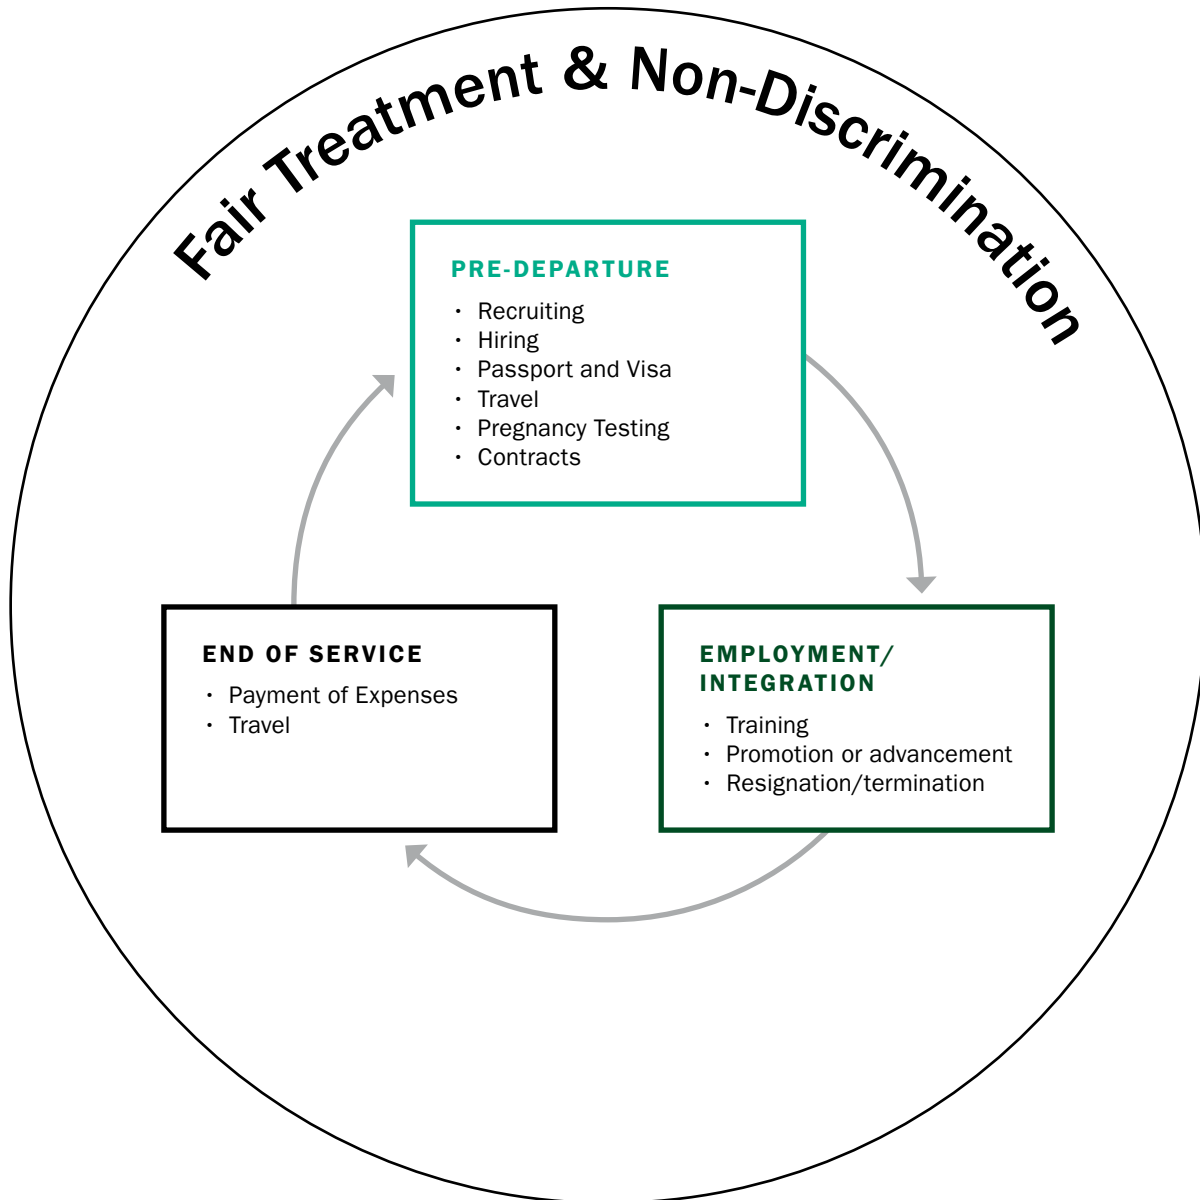 Fair Treatment & Non-Discrimination
PRE-DEPARTURE
· Recruiting
· Hiring
· Passport and Visa
· Travel
· Pregnancy Testing
· Contracts
END OF SERVICE
· Payment of Expenses
· Travel
EMPLOYMENT/
INTEGRATION
· Training
· Promotion or advancement
· Resignation/termination